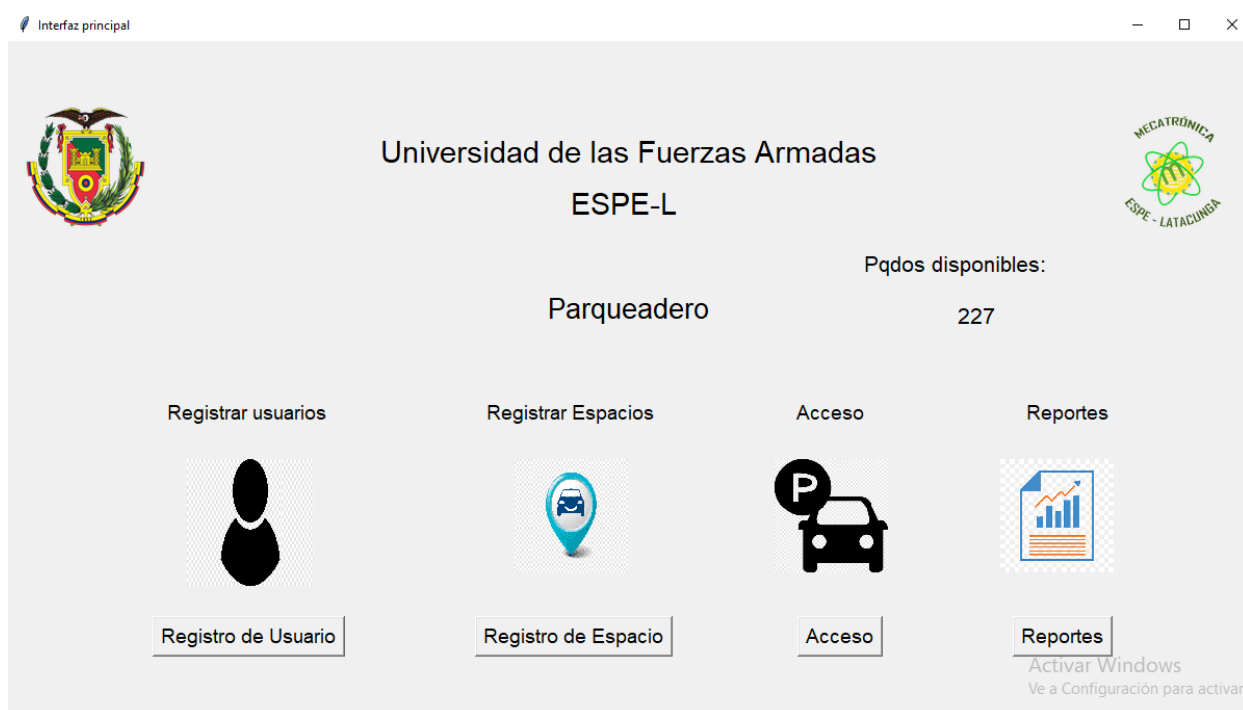 Interfaz principal
MECATRÓNICA
ESPE - LATACUNGA
Universidad de las Fuerzas Armadas
ESPE-L
Pqdos disponibles:
Parqueadero
227
Registrar usuarios
Registrar Espacios
Acceso
Reportes
P
Registro de Usuario
Registro de Espacio
Acceso
Reportes
Activar Windows
Ve a Configuración para activar